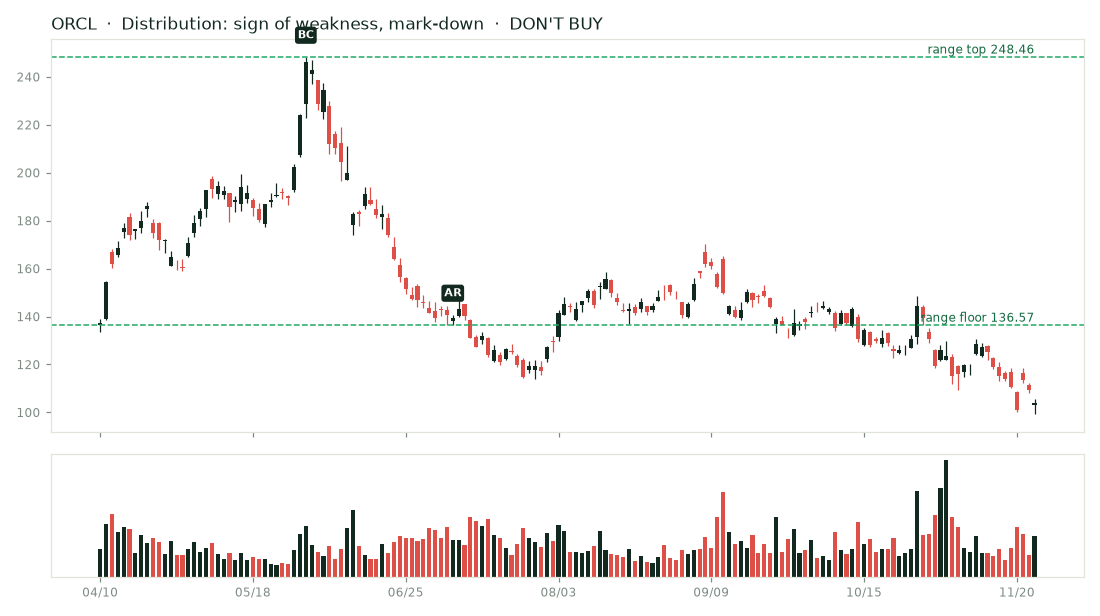 ORCL · Distribution: sign of weakness, mark-down · DON'T BUY
BC
range top 248.46
240
220
200
180
160
AR
140
range floor 136.57
120
100
04/10 05/18 06/25 08/03 09/09 10/15 11/20